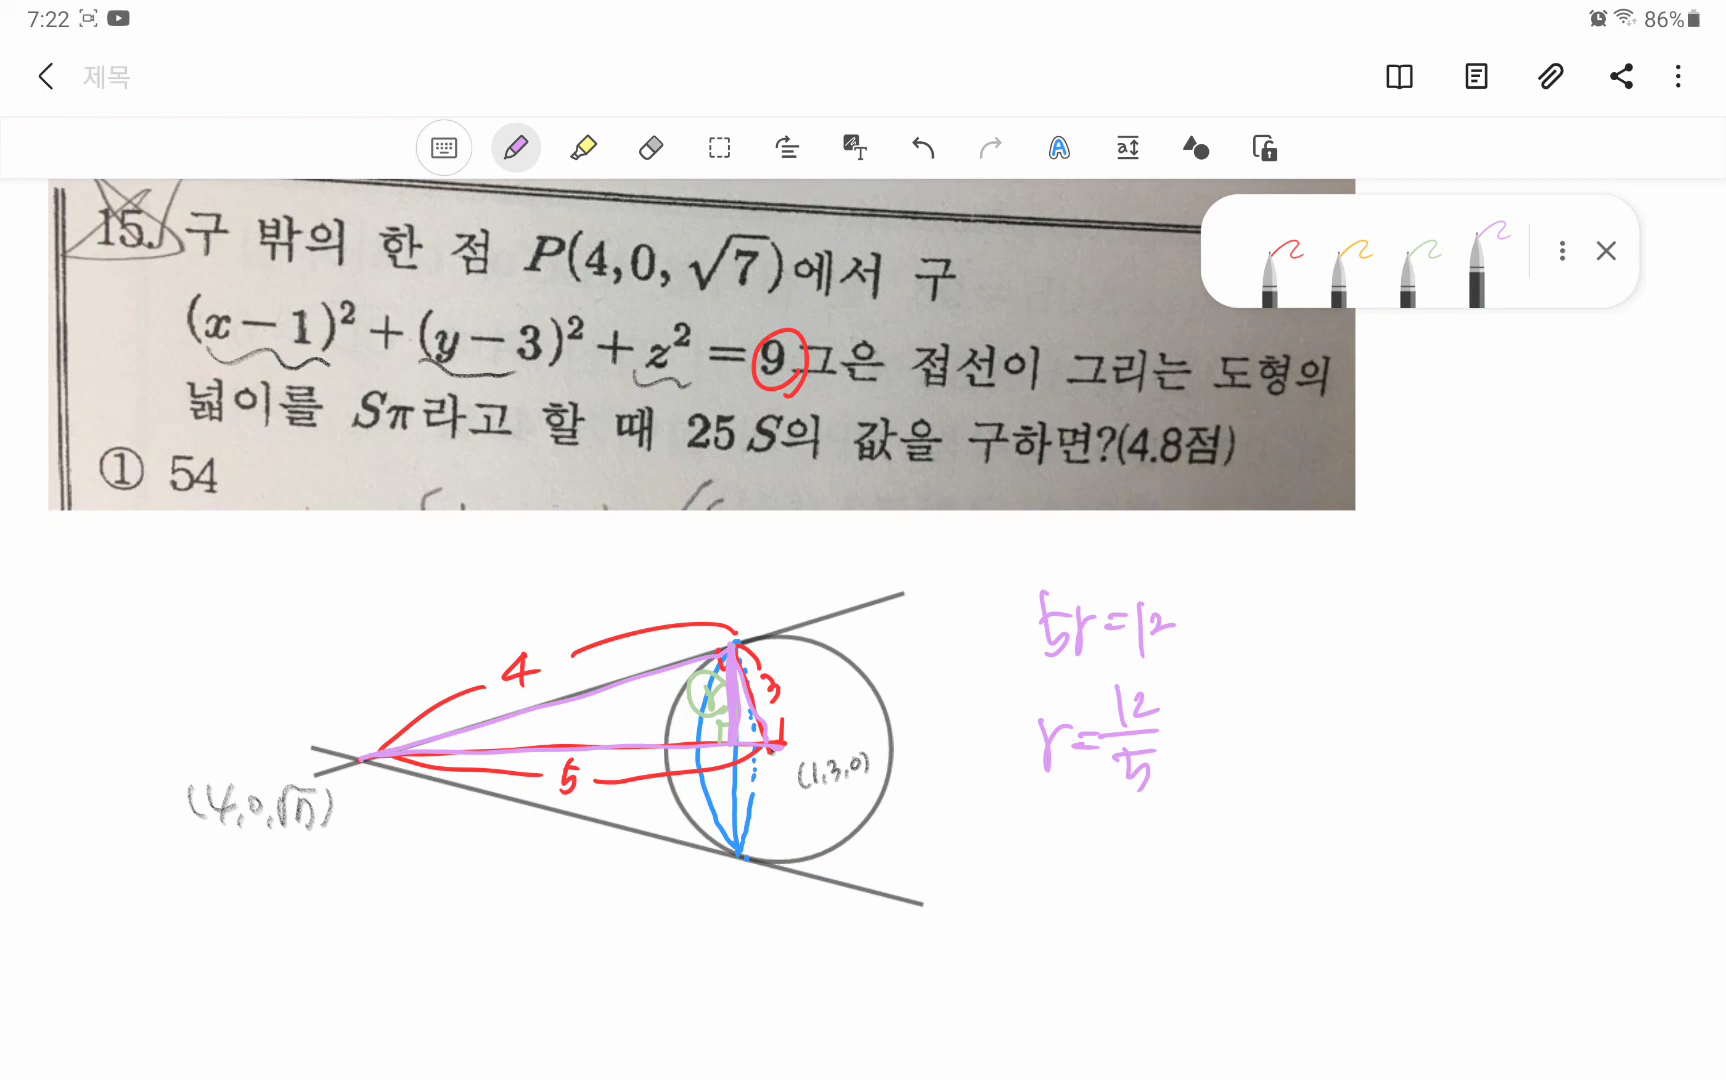 7:22
86%
제목
15. 구 밖의 한 점 P(4, 0, √7)에서 구
(x-1)² + (y-3)² + z² = 9 그은 접선이 그리는 도형의
넓이를 Sπ라고 할 때 25S의 값을 구하면?(4.8점)
① 54
4
3
r
5
(1,3,0)
(4,0,√7)
5r=12
r=12/5